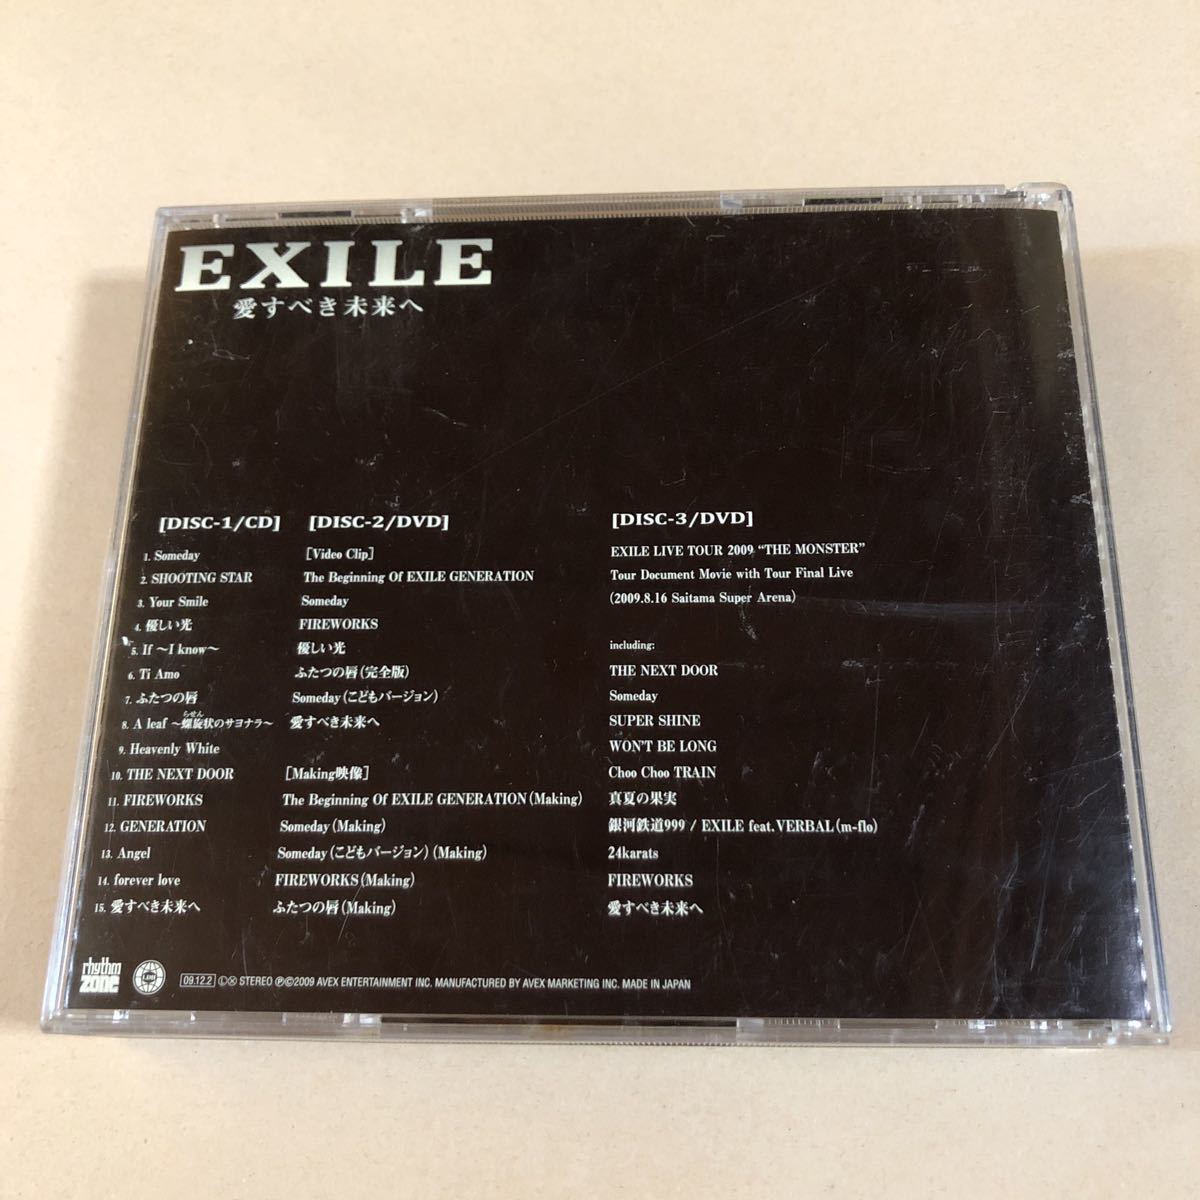 EXILE
愛すべき未来へ
[DISC-1/CD]
1. Someday
2. SHOOTING STAR
3. Your Smile
4. 優しい光
5. If 〜I know〜
6. Ti Amo
7. ふたつの唇
らせん
8. A leaf 〜螺旋状のサヨナラ〜
9. Heavenly White
10. THE NEXT DOOR
11. FIREWORKS
12. GENERATION
13. Angel
14. forever love
15. 愛すべき未来へ
[DISC-2/DVD]
[Video Clip]
The Beginning Of EXILE GENERATION
Someday
FIREWORKS
優しい光
ふたつの唇(完全版)
Someday(こどもバージョン)
愛すべき未来へ
[Making映像]
The Beginning Of EXILE GENERATION(Making)
Someday(Making)
Someday(こどもバージョン)(Making)
FIREWORKS(Making)
ふたつの唇(Making)
[DISC-3/DVD]
EXILE LIVE TOUR 2009 “THE MONSTER”
Tour Document Movie with Tour Final Live
(2009.8.16 Saitama Super Arena)
including:
THE NEXT DOOR
Someday
SUPER SHINE
WON'T BE LONG
Choo Choo TRAIN
真夏の果実
銀河鉄道999 / EXILE feat.VERBAL(m-flo)
24karats
FIREWORKS
愛すべき未来へ
rhythm
zone
LDH
09.12.2 ⓁⓍ STEREO ℗©2009 AVEX ENTERTAINMENT INC. MANUFACTURED BY AVEX MARKETING INC. MADE IN JAPAN